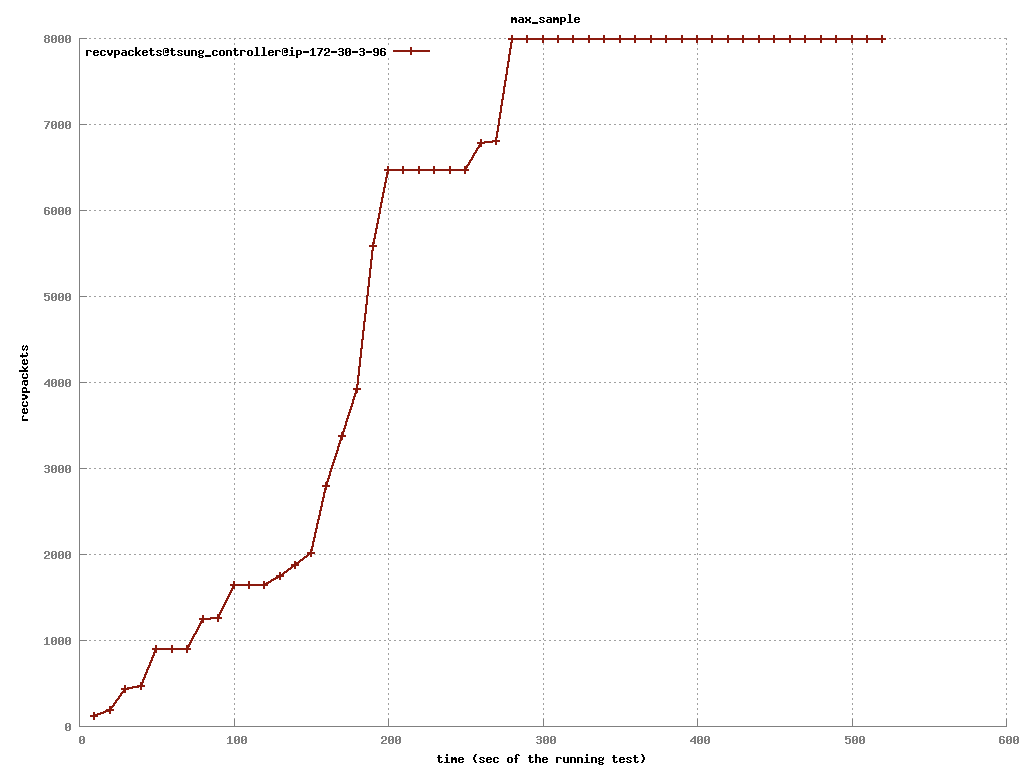 max_sample
8000
recvpackets@tsung_controller@ip-172-30-3-96
7000
6000
5000
4000
3000
2000
1000
0
recvpackets
0 100 200 300 400 500 600
time (sec of the running test)